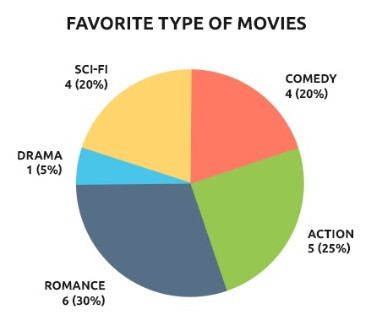 FAVORITE TYPE OF MOVIES
SCI-FI
4 (20%)
COMEDY
4 (20%)
DRAMA
1 (5%)
ACTION
5 (25%)
ROMANCE
6 (30%)